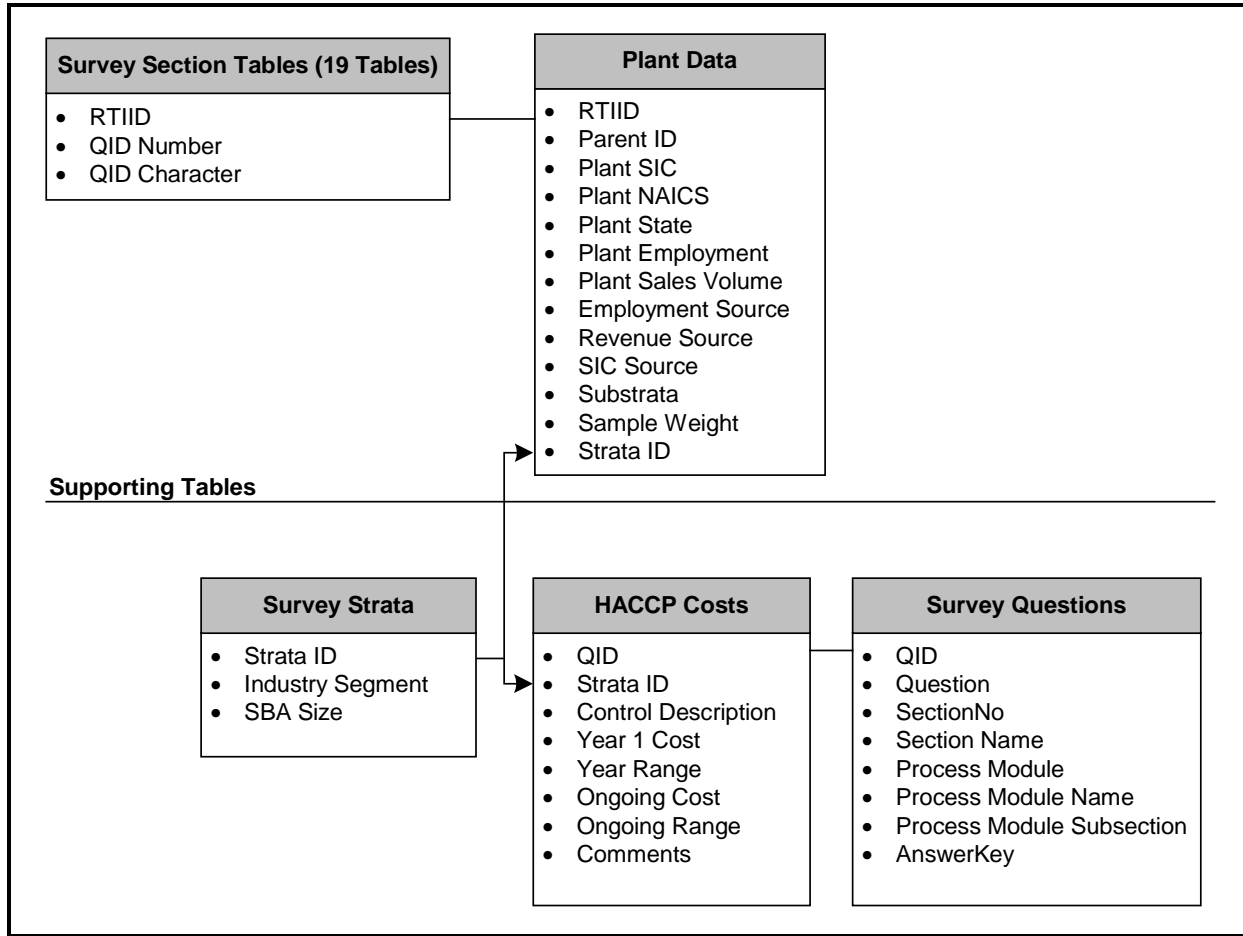 Survey Section Tables (19 Tables)
• RTIID
• QID Number
• QID Character
Plant Data
• RTIID
• Parent ID
• Plant SIC
• Plant NAICS
• Plant State
• Plant Employment
• Plant Sales Volume
• Employment Source
• Revenue Source
• SIC Source
• Substrata
• Sample Weight
• Strata ID
Supporting Tables
Survey Strata
• Strata ID
• Industry Segment
• SBA Size
HACCP Costs
• QID
• Strata ID
• Control Description
• Year 1 Cost
• Year Range
• Ongoing Cost
• Ongoing Range
• Comments
Survey Questions
• QID
• Question
• SectionNo
• Section Name
• Process Module
• Process Module Name
• Process Module Subsection
• AnswerKey